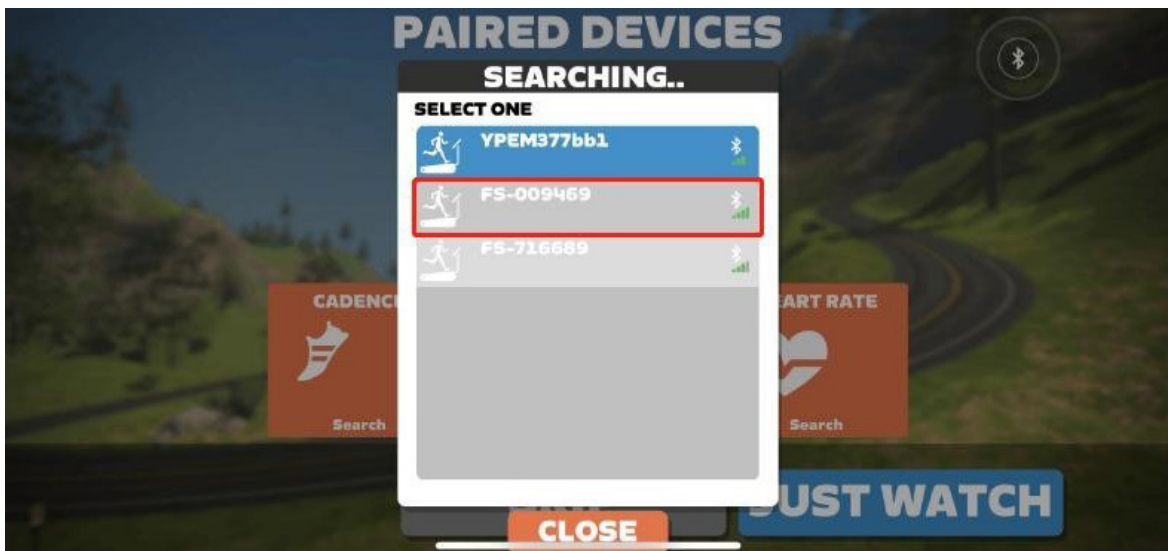 PAIRED DEVICES
SEARCHING..
SELECT ONE
YPEM377bb1
FS-009469
FS-716689
CADENC
ART RATE
Search
Search
JUST WATCH
CLOSE